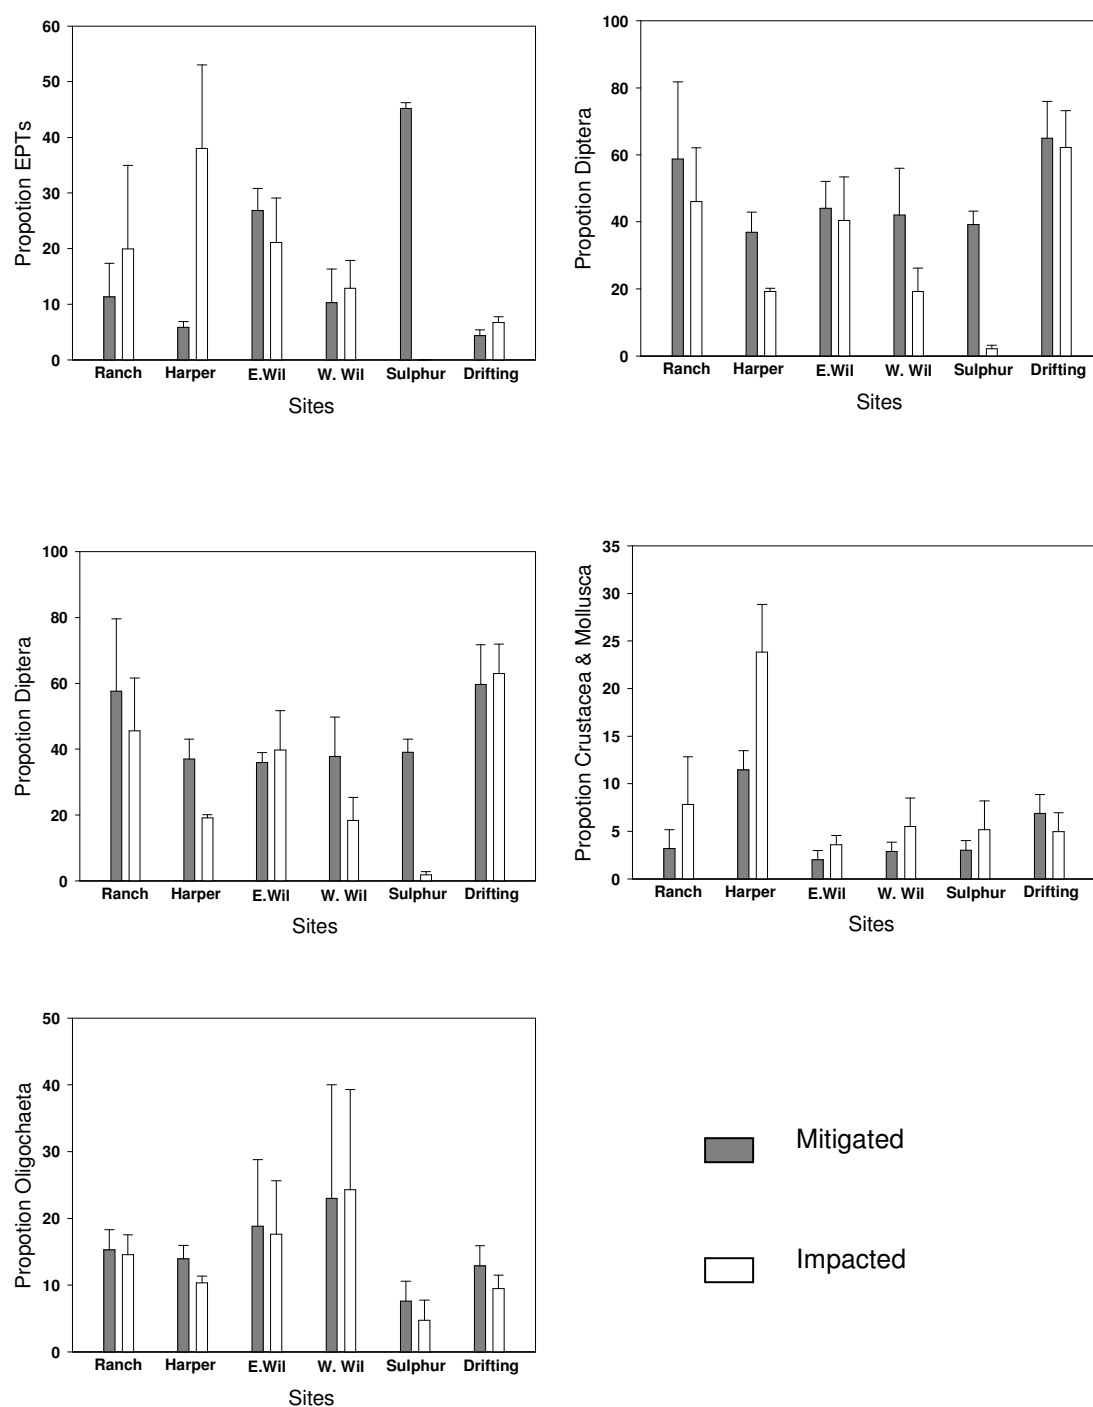 Propotion EPTs
60
50
40
30
20
10
0
Ranch Harper E.Wil W. Wil Sulphur Drifting
Sites
Propotion Diptera
100
80
60
40
20
0
Ranch Harper E.Wil W. Wil Sulphur Drifting
Sites
Propotion Diptera
100
80
60
40
20
0
Ranch Harper E.Wil W. Wil Sulphur Drifting
Sites
Propotion Crustacea & Mollusca
35
30
25
20
15
10
5
0
Ranch Harper E.Wil W. Wil Sulphur Drifting
Sites
Propotion Oligochaeta
50
40
30
20
10
0
Ranch Harper E.Wil W. Wil Sulphur Drifting
Sites
Mitigated
Impacted